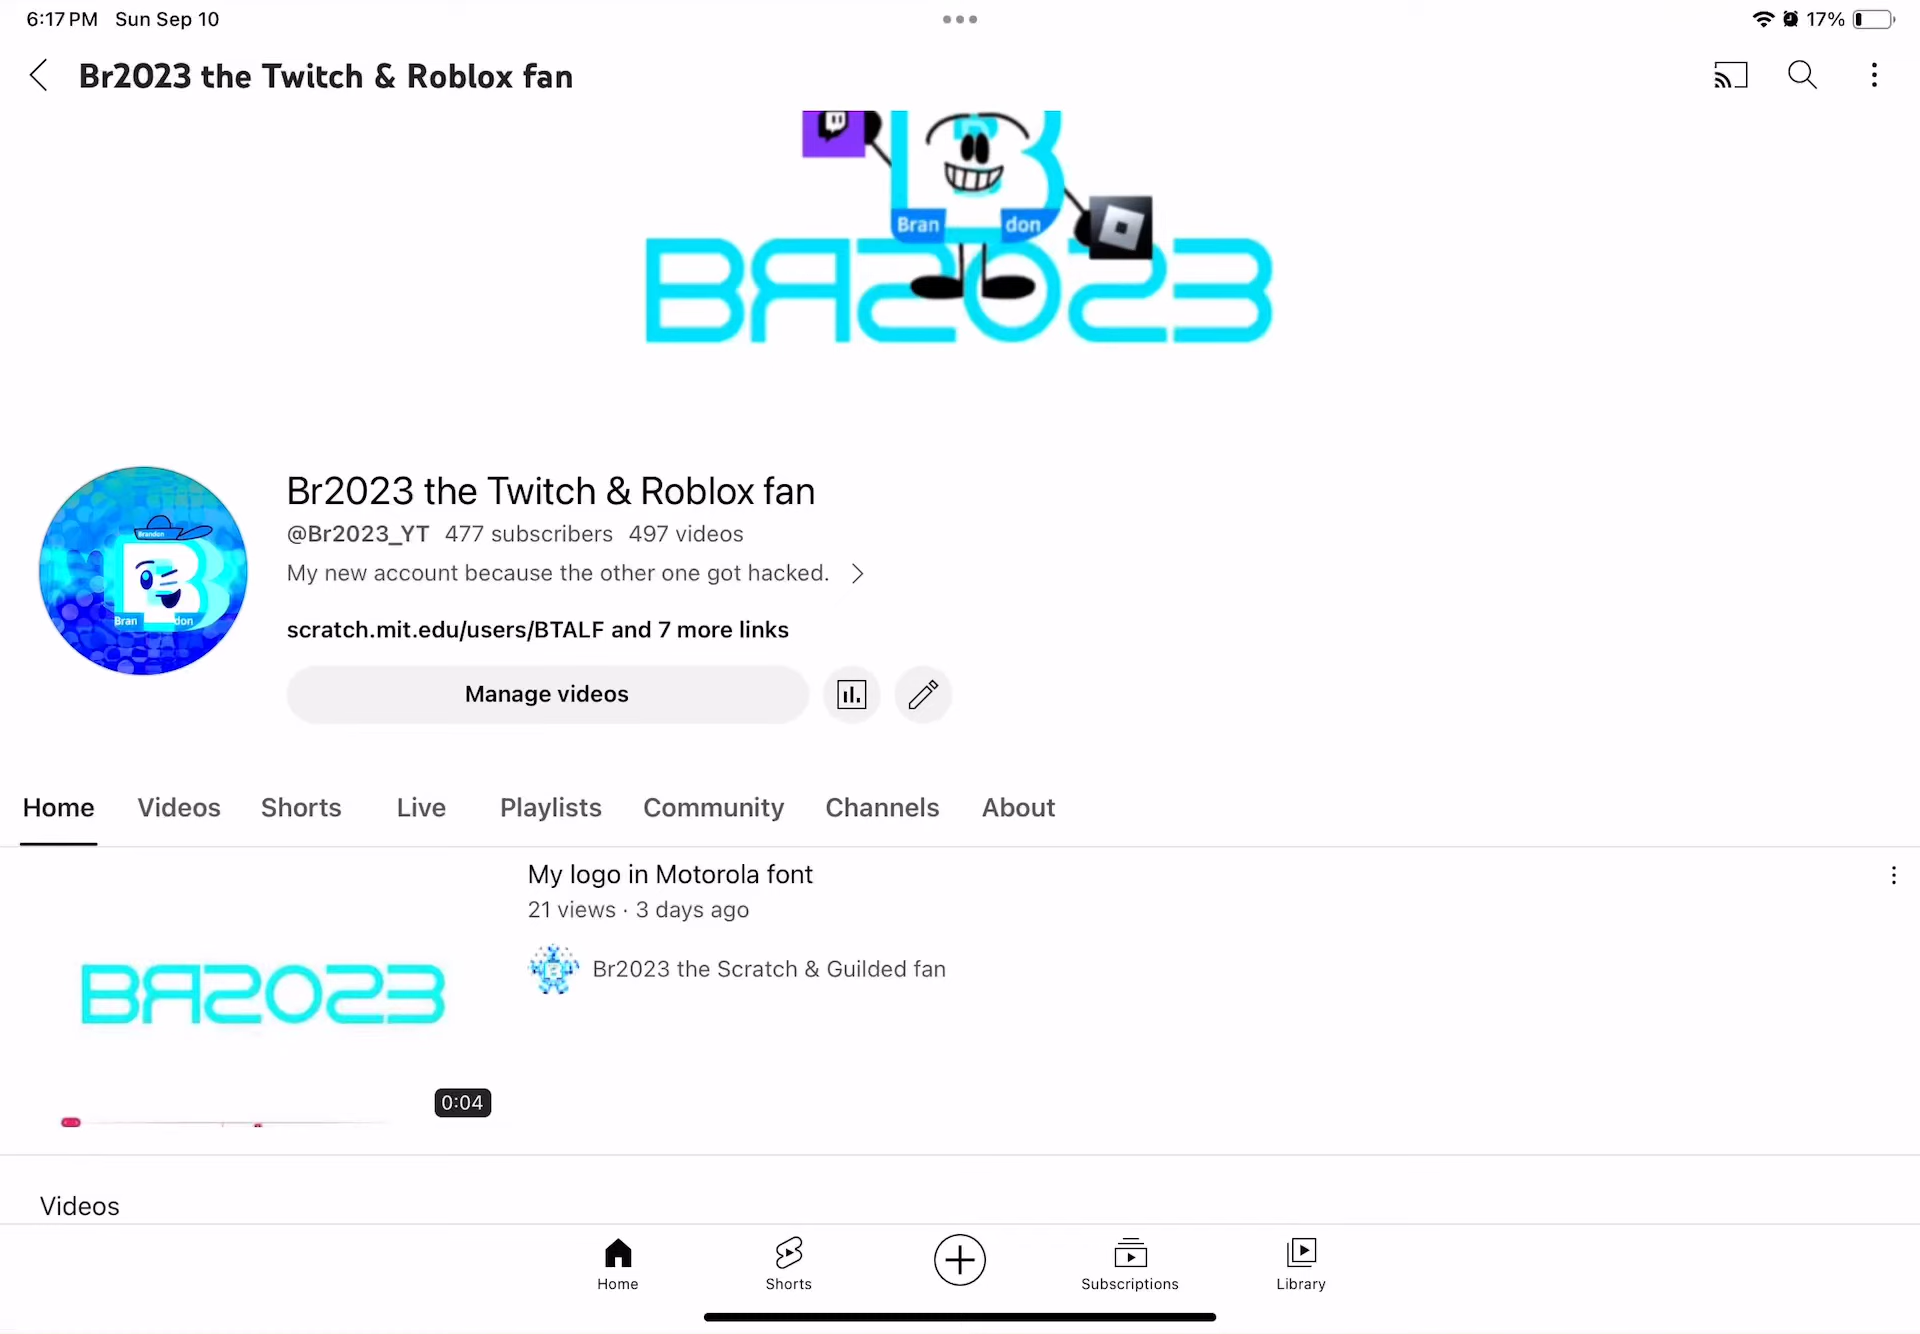 6:17 PM Sun Sep 10
17%
Br2023 the Twitch & Roblox fan
Bran don
BR2023
Brandon
Bran don
Br2023 the Twitch & Roblox fan
@Br2023_YT 477 subscribers 497 videos
My new account because the other one got hacked.
scratch.mit.edu/users/BTALF and 7 more links
Manage videos
Home Videos Shorts Live Playlists Community Channels About
My logo in Motorola font
21 views · 3 days ago
Br2023 the Scratch & Guilded fan
BR2023
0:04
Videos
Home Shorts Subscriptions Library